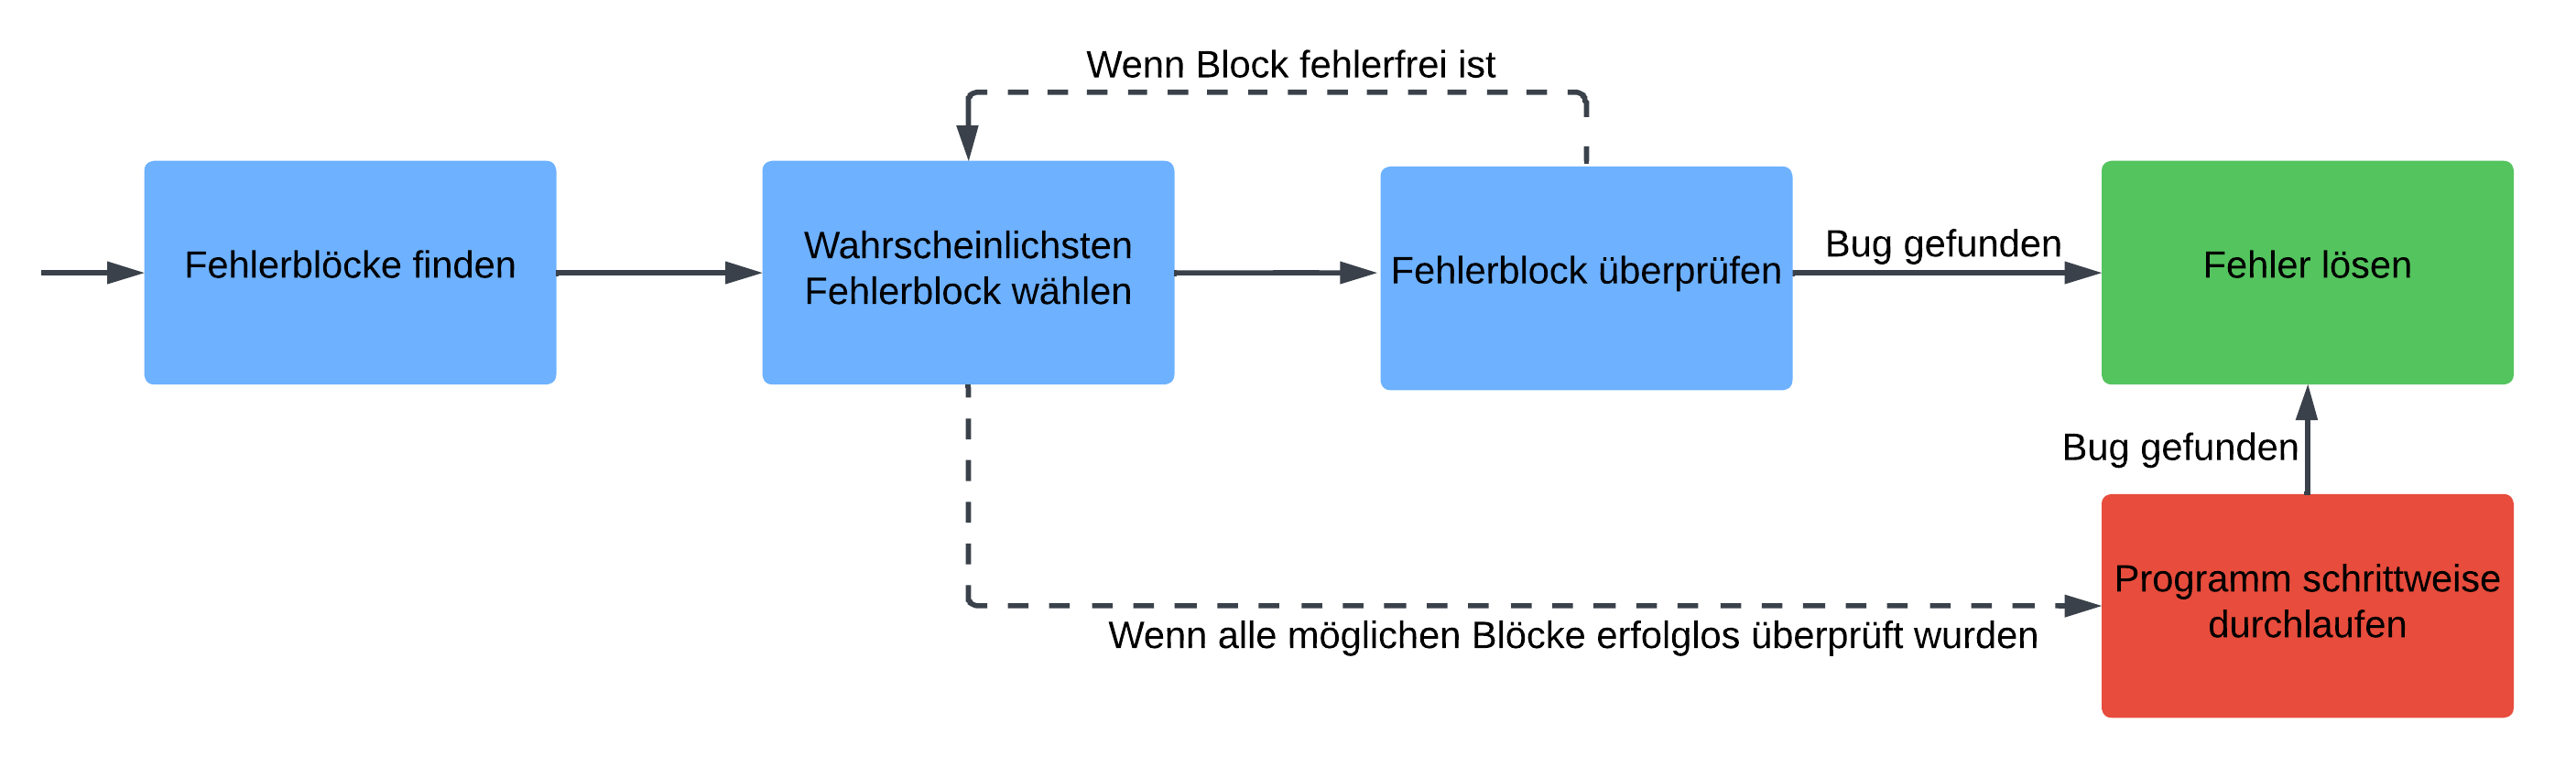 Wenn Block fehlerfrei ist
Fehlerblöcke finden
Wahrscheinlichsten
Fehlerblock wählen
Fehlerblock überprüfen
Bug gefunden
Fehler lösen
Bug gefunden
Programm schrittweise
durchlaufen
Wenn alle möglichen Blöcke erfolglos überprüft wurden